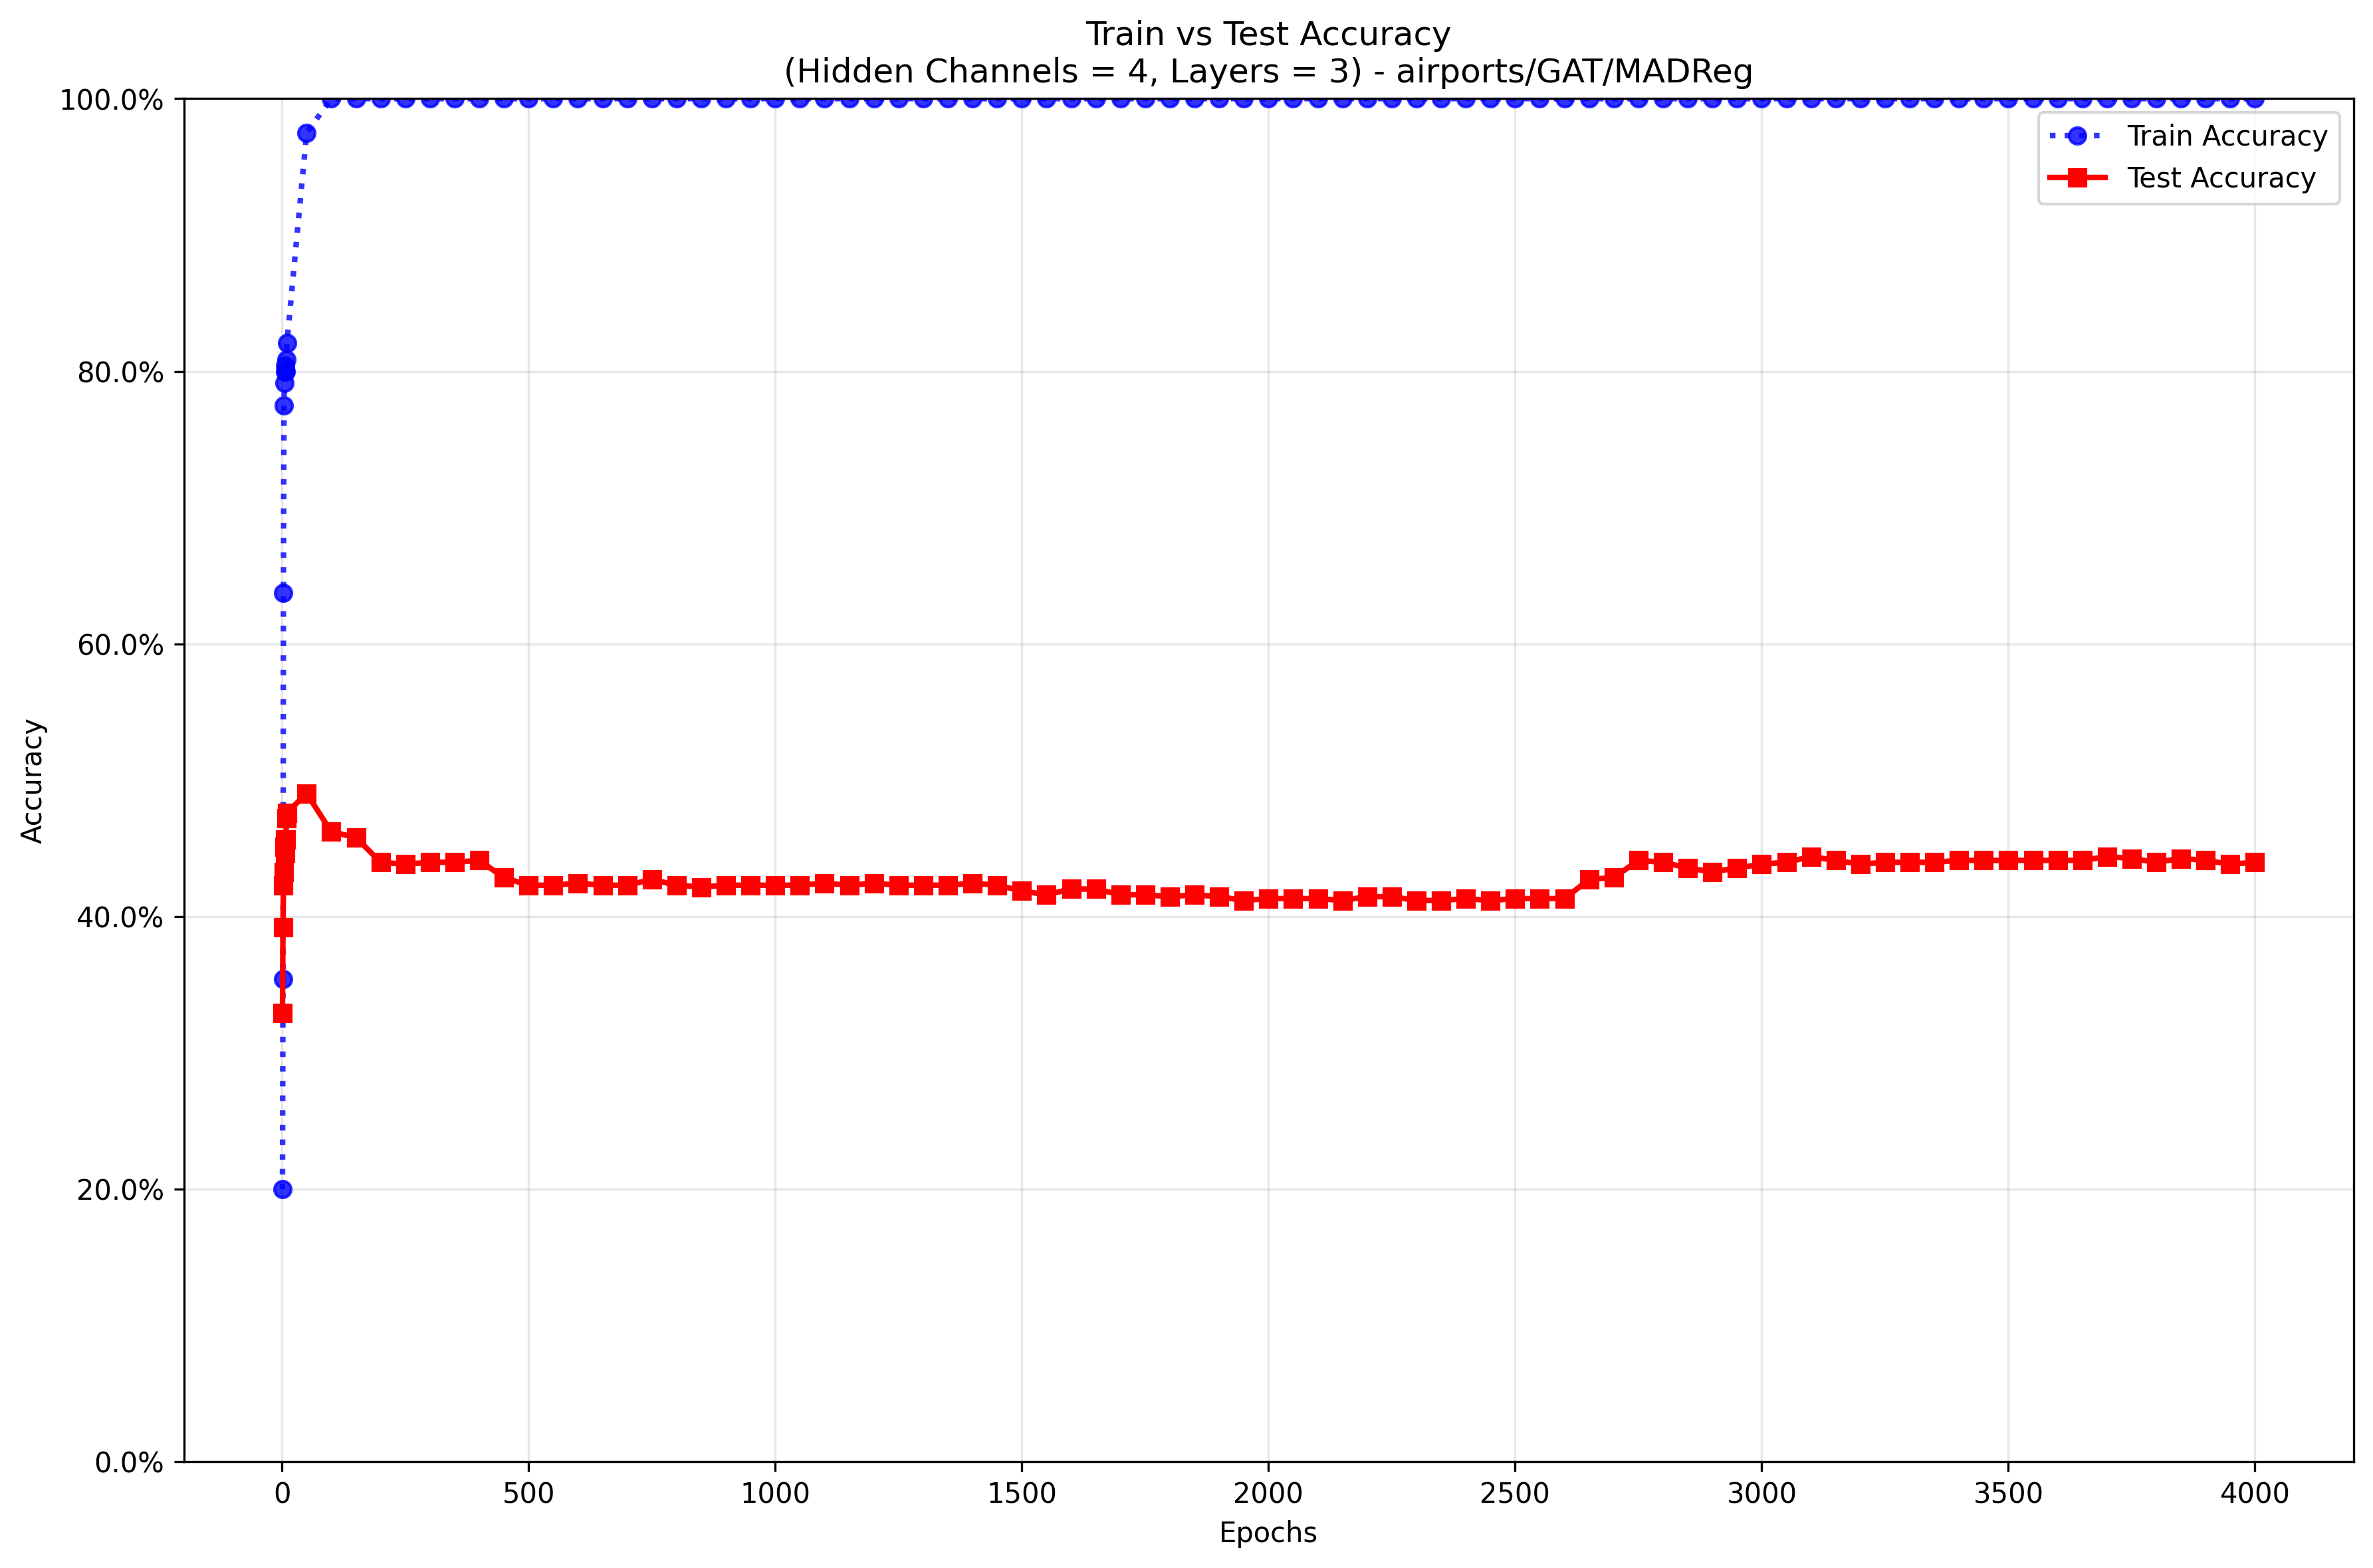 Train vs Test Accuracy
(Hidden Channels = 4, Layers = 3) - airports/GAT/MADReg
100.0%
80.0%
60.0%
40.0%
20.0%
0.0%
Accuracy
Train Accuracy
Test Accuracy
0 500 1000 1500 2000 2500 3000 3500 4000
Epochs